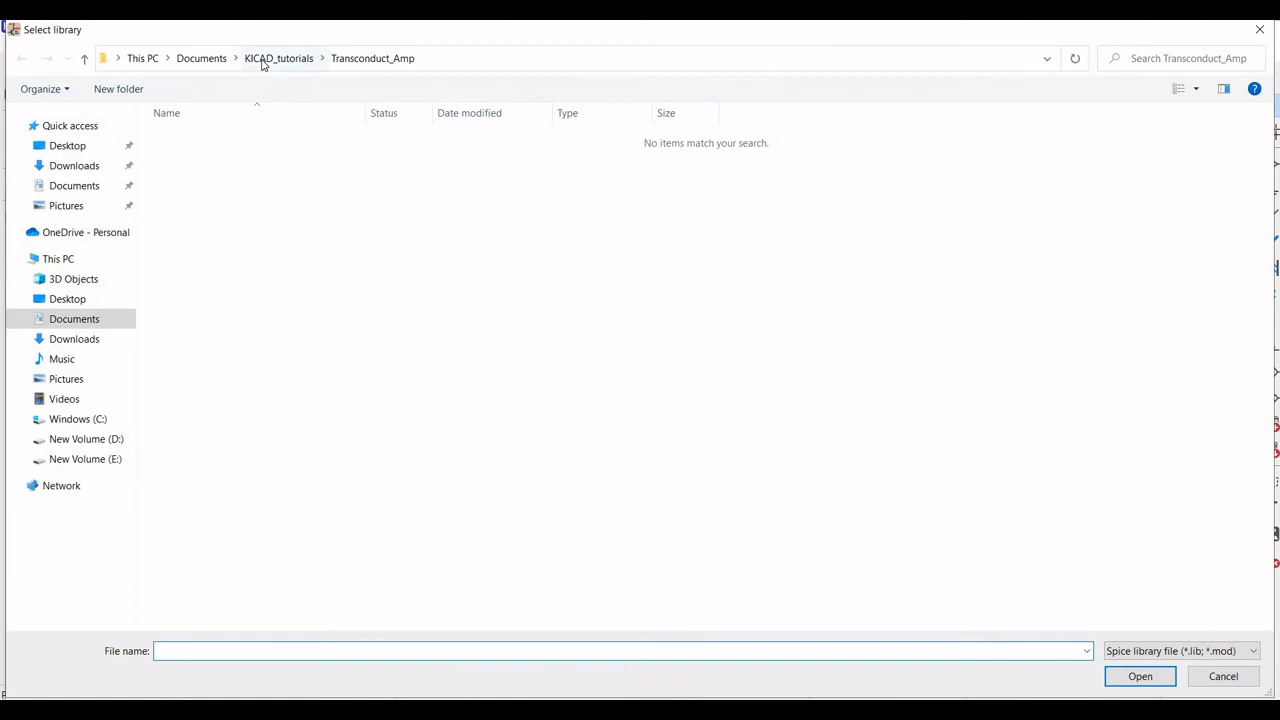 Select library
This PC > Documents > KICAD_tutorials > Transconduct_Amp
Search Transconduct_Amp
Organize
New folder
Name
Status
Date modified
Type
Size
No items match your search.
Quick access
Desktop
Downloads
Documents
Pictures
OneDrive - Personal
This PC
3D Objects
Desktop
Documents
Downloads
Music
Pictures
Videos
Windows (C:)
New Volume (D:)
New Volume (E:)
Network
File name:
Spice library file (*.lib; *.mod)
Open
Cancel